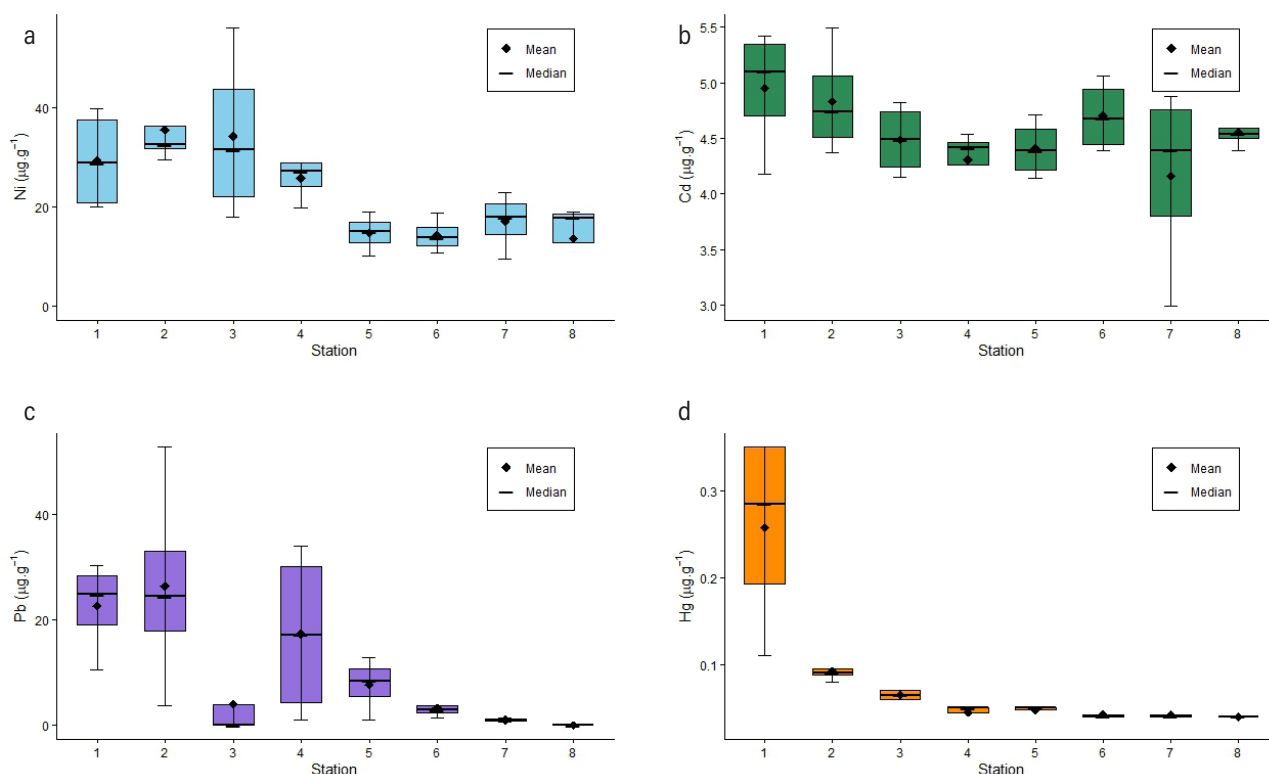 a
Ni (µg.g⁻¹)
40
20
0
Mean
Median
1 2 3 4 5 6 7 8
Station
b
Cd (µg.g⁻¹)
5.5
5.0
4.5
4.0
3.5
3.0
Mean
Median
1 2 3 4 5 6 7 8
Station
c
Pb (µg.g⁻¹)
40
20
0
Mean
Median
1 2 3 4 5 6 7 8
Station
d
Hg (µg.g⁻¹)
0.3
0.2
0.1
Mean
Median
1 2 3 4 5 6 7 8
Station